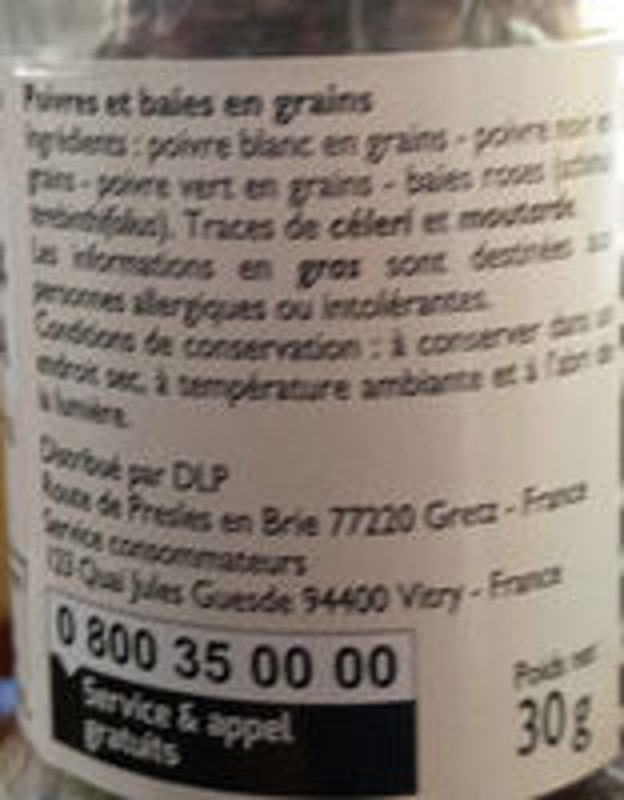 Poivres et baies en grains
Ingrédients : poivre blanc en grains - poivre noir en
grains - poivre vert en grains - baies roses (schinus
terebinthifolius). Traces de céleri et moutarde
Les informations en gras sont destinées aux
personnes allergiques ou intolérantes.
Conditions de conservation : à conserver dans un
endroit sec, à température ambiante et à l'abri de
la lumière.
Distribué par DLP
Route de Presles en Brie 77220 Gretz - France
Service consommateurs
123 Quai Jules Guesde 94400 Vitry - France
0 800 35 00 00
Service & appel
gratuits
Poids net
30g